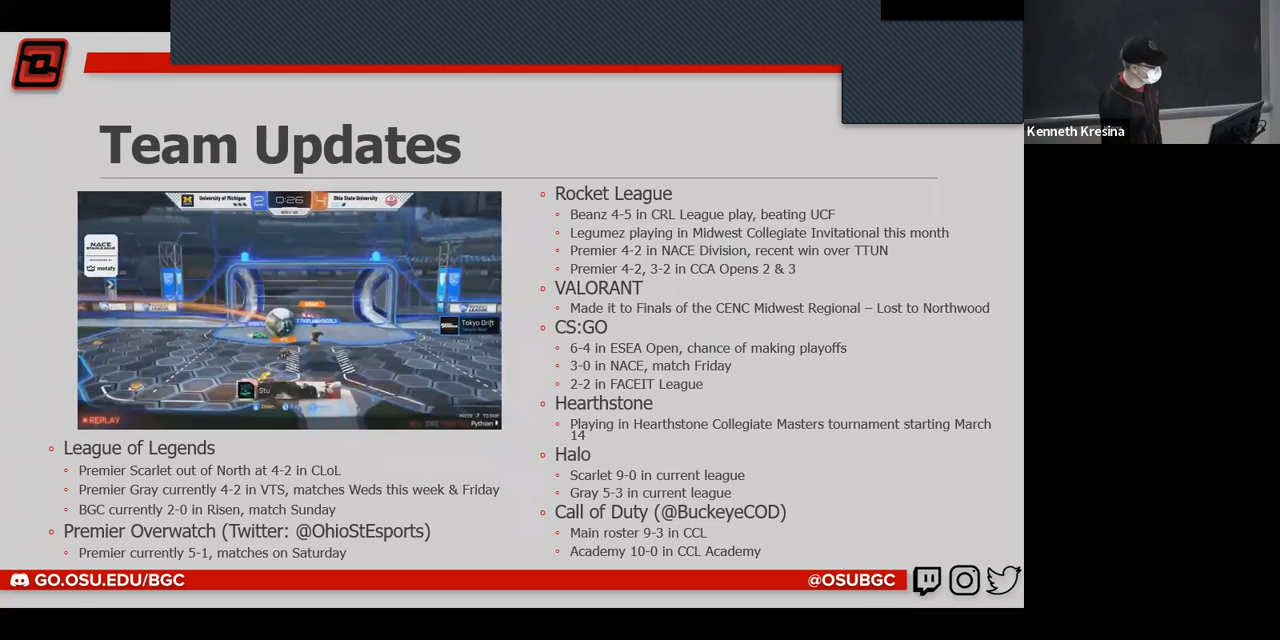 Team Updates
University of Michigan 2 0:26 4 Ohio State University
NACE
STARLEAGUE
metafy
Tokyo Drift
Stu
REPLAY
Pythian
League of Legends
Premier Scarlet out of North at 4-2 in CLoL
Premier Gray currently 4-2 in VTS, matches Weds this week & Friday
BGC currently 2-0 in Risen, match Sunday
Premier Overwatch (Twitter: @OhioStEsports)
Premier currently 5-1, matches on Saturday
Rocket League
Beanz 4-5 in CRL League play, beating UCF
Legumez playing in Midwest Collegiate Invitational this month
Premier 4-2 in NACE Division, recent win over TTUN
Premier 4-2, 3-2 in CCA Opens 2 & 3
VALORANT
Made it to Finals of the CENC Midwest Regional – Lost to Northwood
CS:GO
6-4 in ESEA Open, chance of making playoffs
3-0 in NACE, match Friday
2-2 in FACEIT League
Hearthstone
Playing in Hearthstone Collegiate Masters tournament starting March
14
Halo
Scarlet 9-0 in current league
Gray 5-3 in current league
Call of Duty (@BuckeyeCOD)
Main roster 9-3 in CCL
Academy 10-0 in CCL Academy
GO.OSU.EDU/BGC
@OSUBGC
Kenneth Kresina